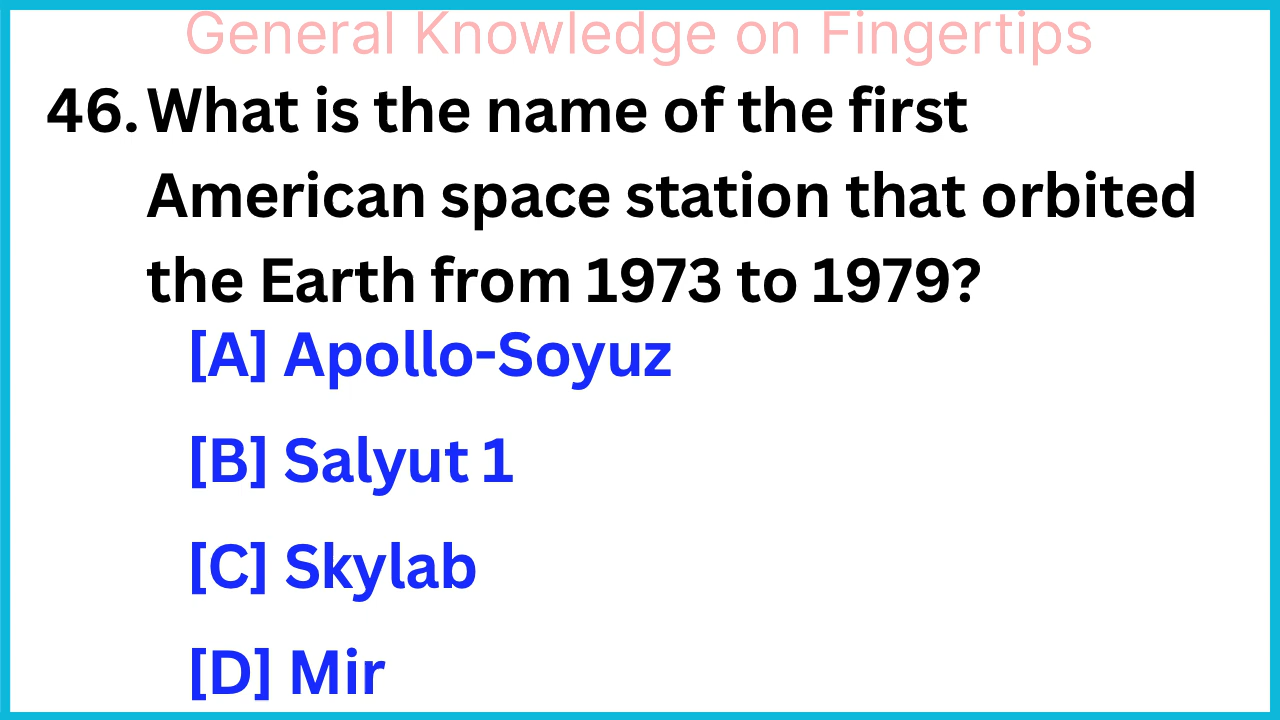 General Knowledge on Fingertips
46. What is the name of the first
American space station that orbited
the Earth from 1973 to 1979?
[A] Apollo-Soyuz
[B] Salyut 1
[C] Skylab
[D] Mir